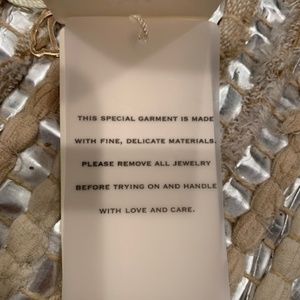 THIS SPECIAL GARMENT IS MADE
WITH FINE, DELICATE MATERIALS.
PLEASE REMOVE ALL JEWELRY
BEFORE TRYING ON AND HANDLE
WITH LOVE AND CARE.